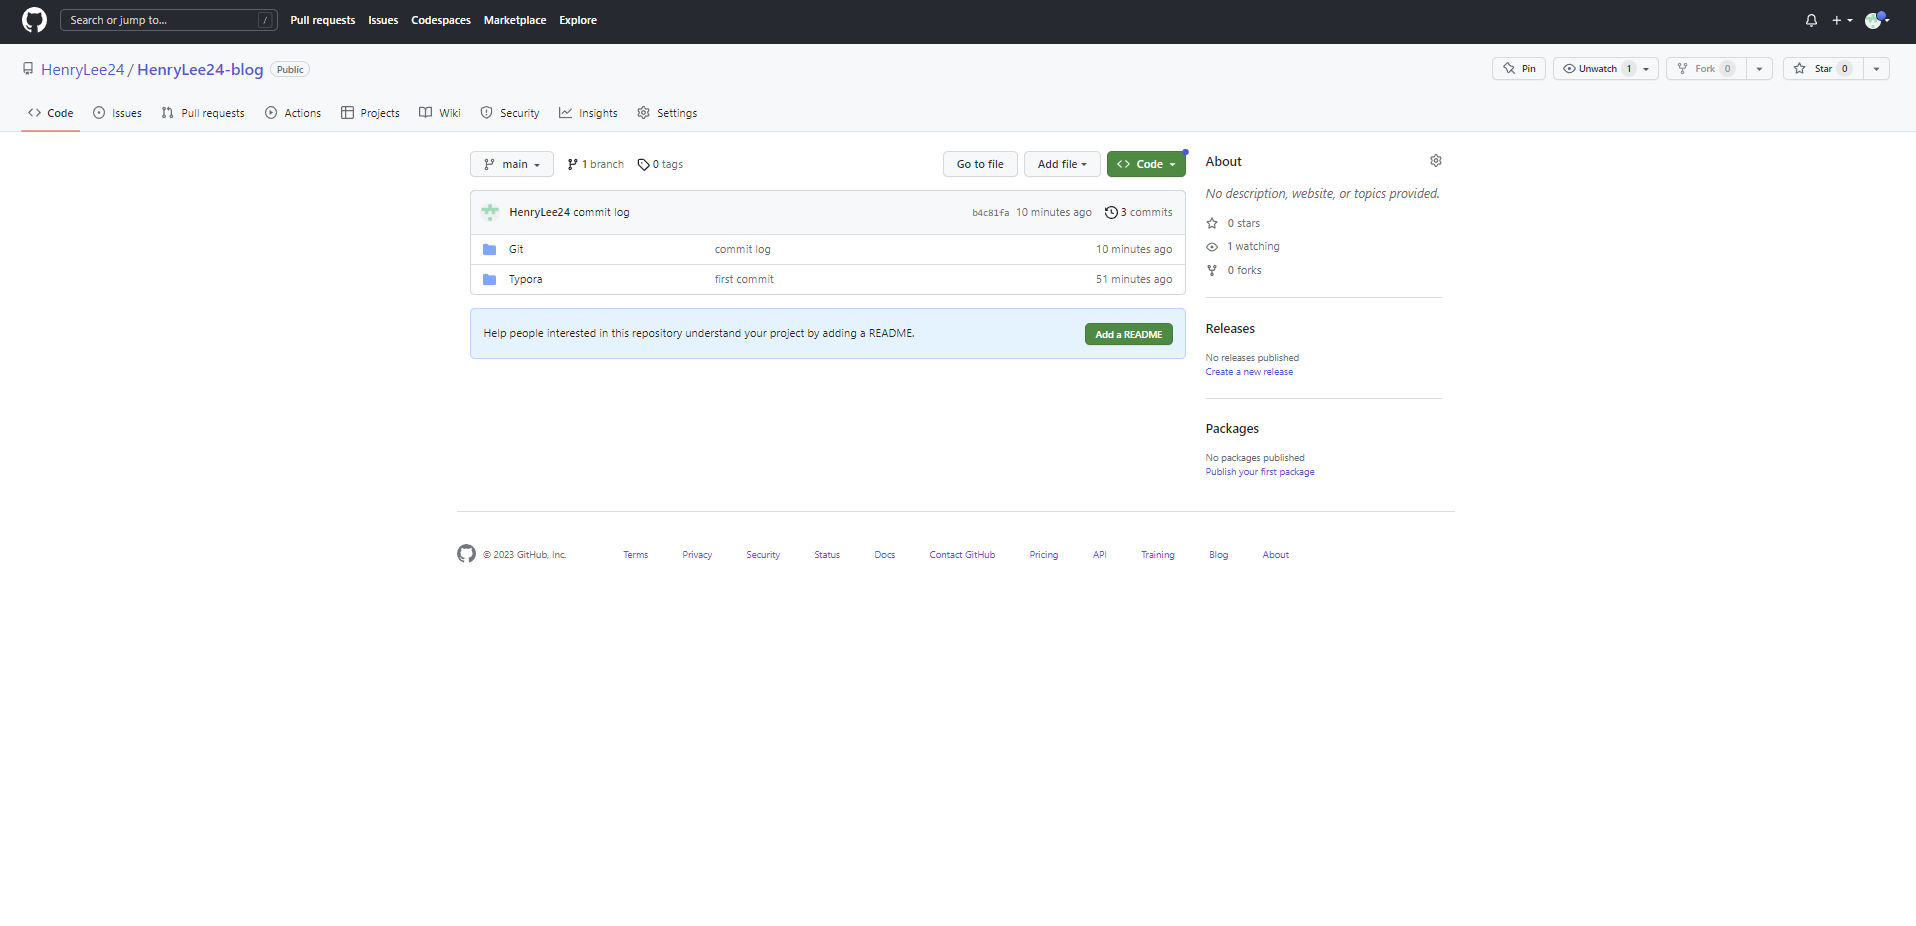 Search or jump to... / Pull requests Issues Codespaces Marketplace Explore
HenryLee24 / HenryLee24-blog Public Pin Unwatch 1 Fork 0 Star 0
Code Issues Pull requests Actions Projects Wiki Security Insights Settings
main 1 branch 0 tags Go to file Add file Code
HenryLee24 commit log b4c81fa 10 minutes ago 3 commits
Git commit log 10 minutes ago
Typora first commit 51 minutes ago
Help people interested in this repository understand your project by adding a README. Add a README
About
No description, website, or topics provided.
0 stars
1 watching
0 forks
Releases
No releases published
Create a new release
Packages
No packages published
Publish your first package
© 2023 GitHub, Inc. Terms Privacy Security Status Docs Contact GitHub Pricing API Training Blog About